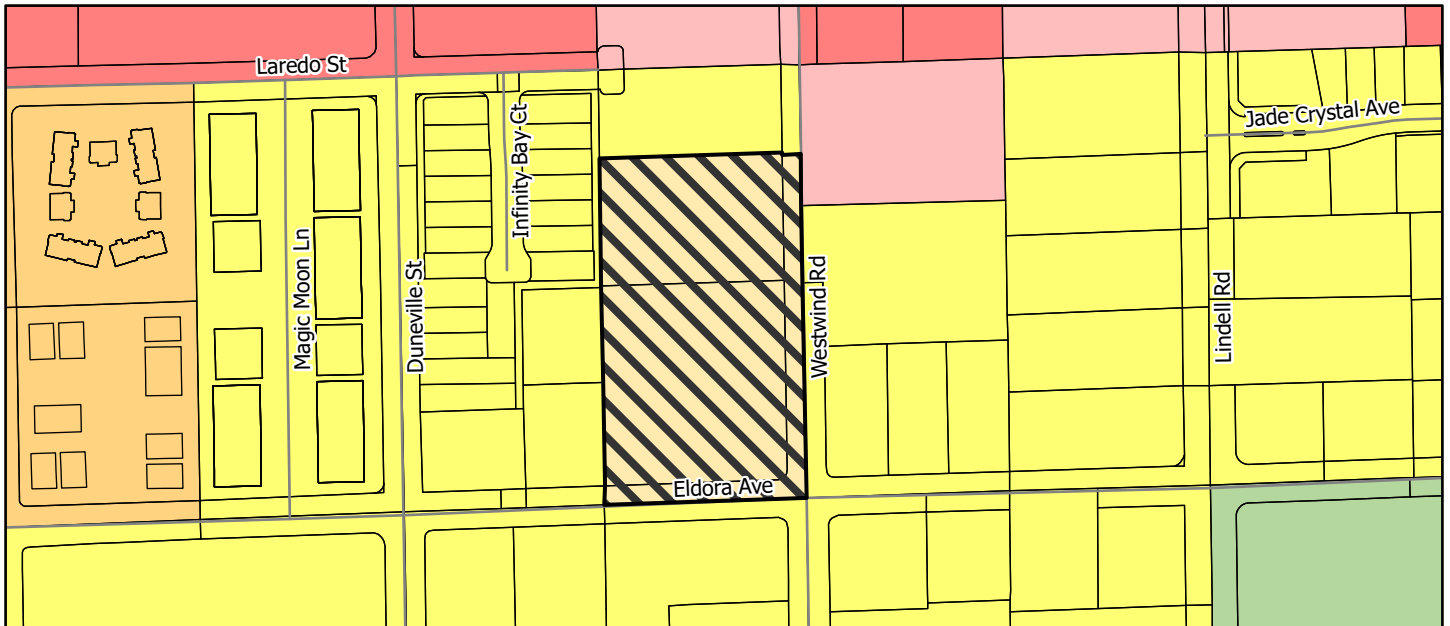 Laredo St
Jade Crystal Ave
Infinity Bay Ct
Magic Moon Ln
Duneville St
Westwind Rd
Lindell Rd
Eldora Ave